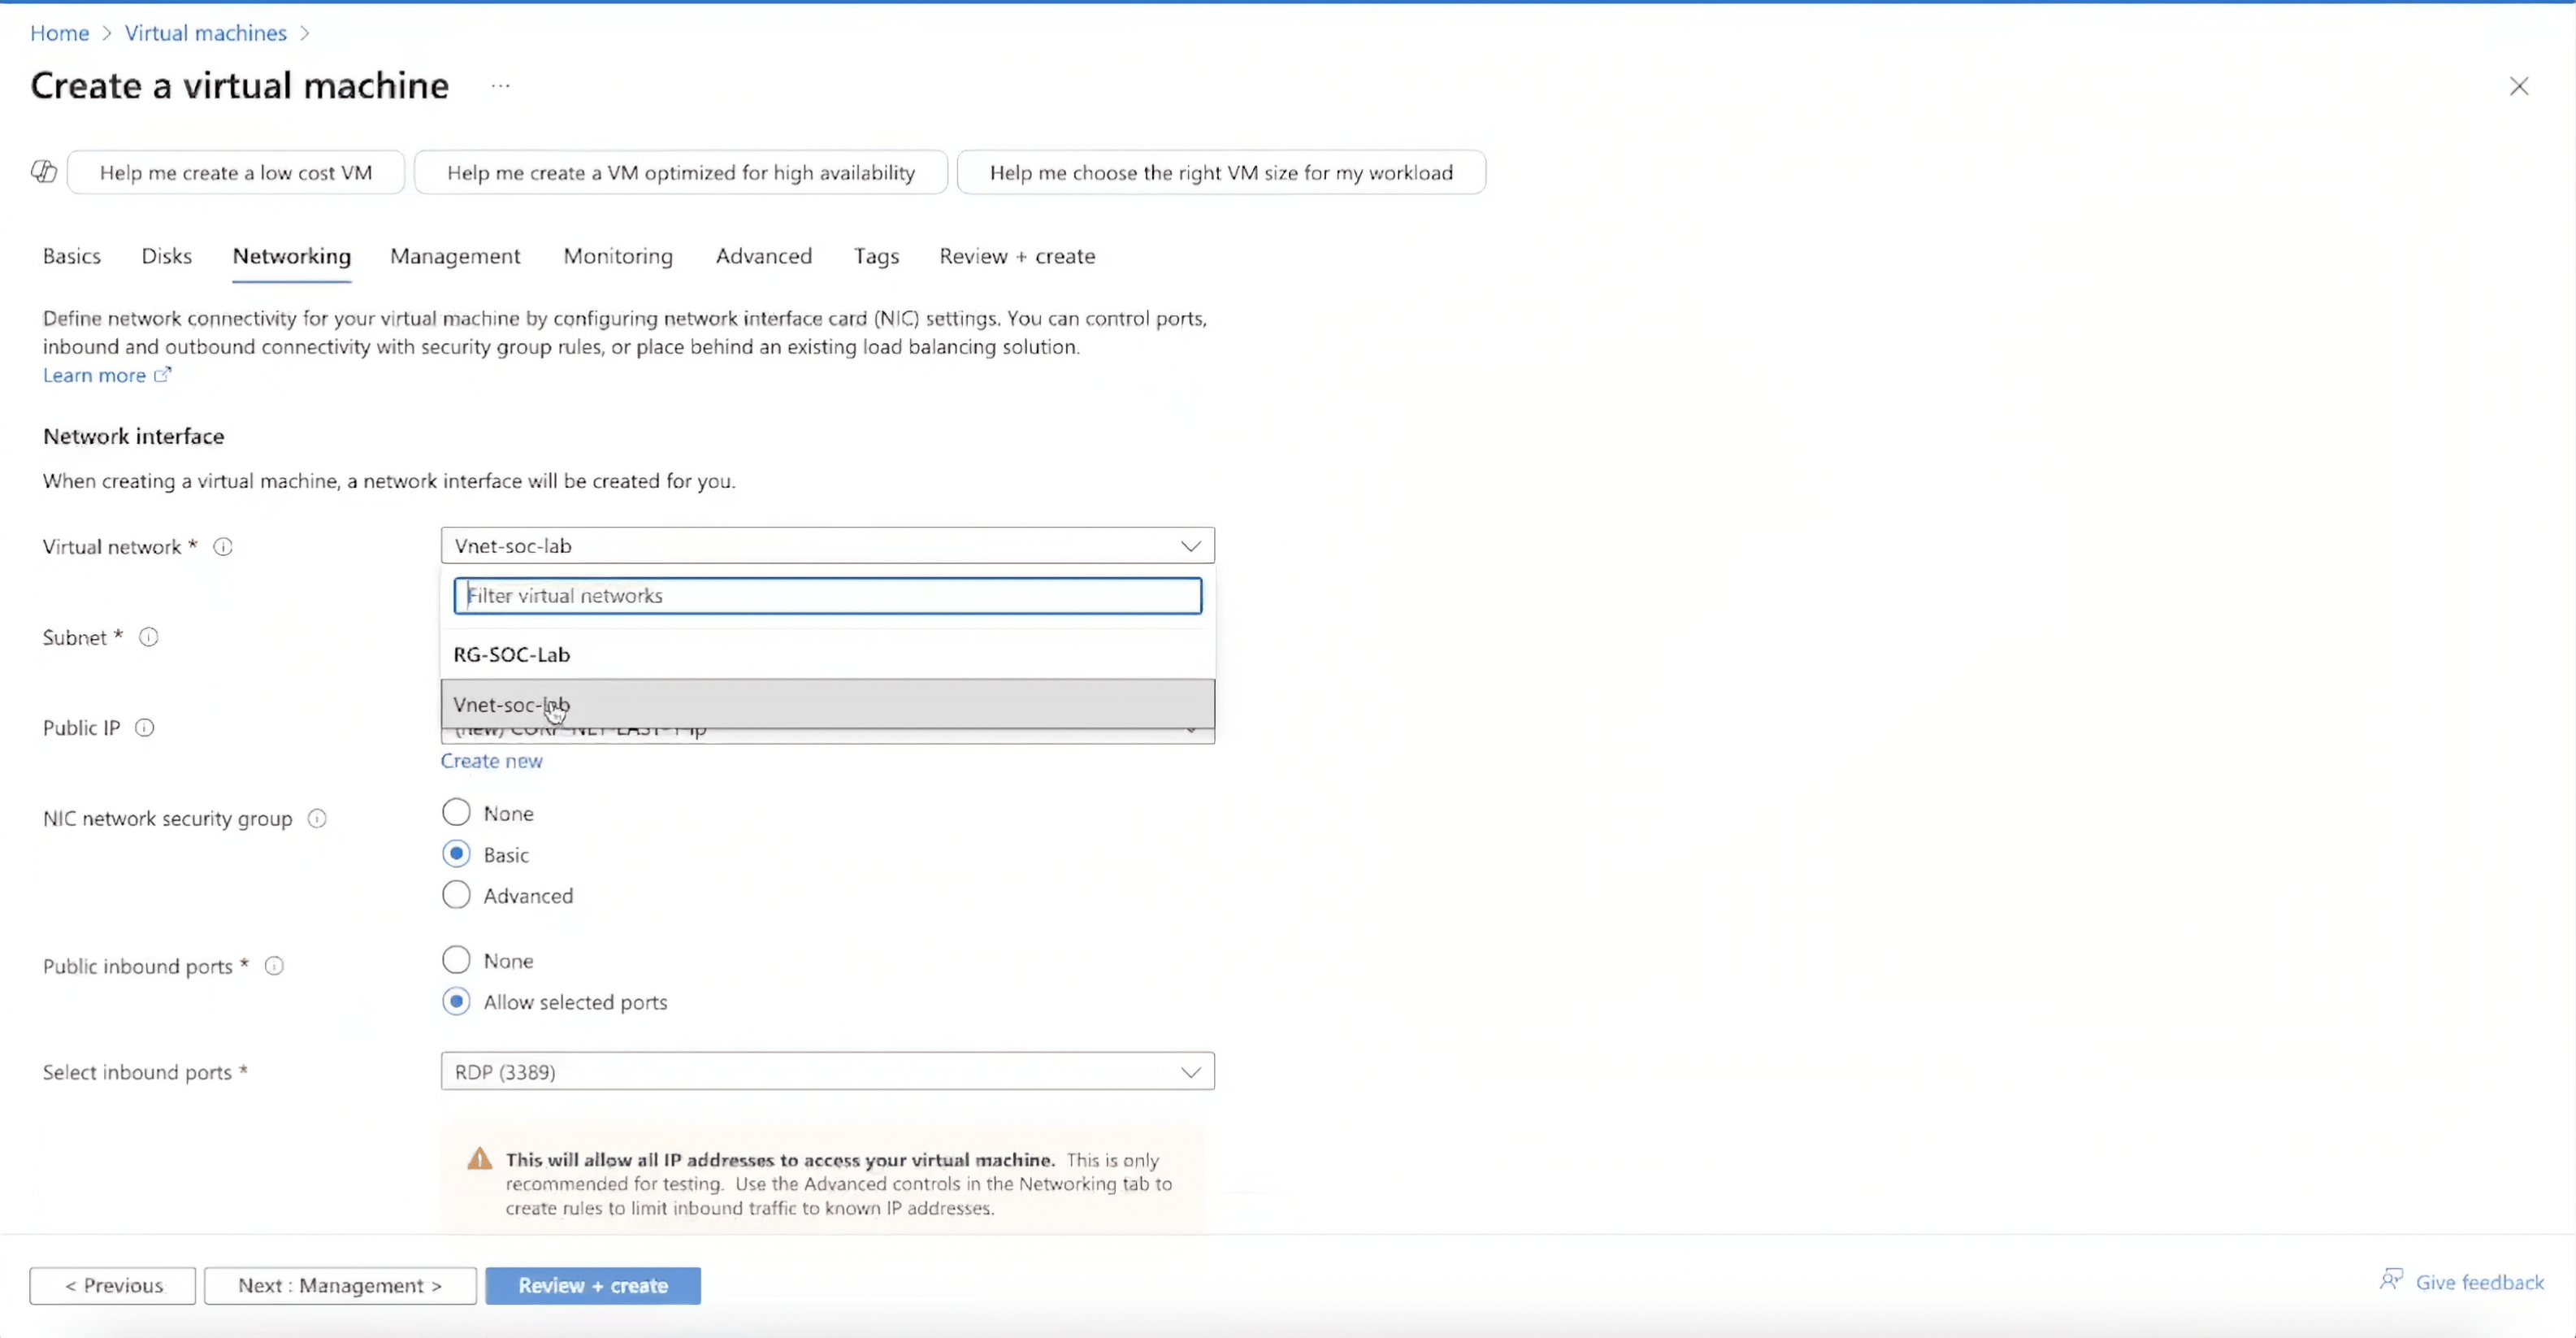 Home > Virtual machines >
Create a virtual machine ...
Help me create a low cost VM
Help me create a VM optimized for high availability
Help me choose the right VM size for my workload
Basics Disks Networking Management Monitoring Advanced Tags Review + create
Define network connectivity for your virtual machine by configuring network interface card (NIC) settings. You can control ports,
inbound and outbound connectivity with security group rules, or place behind an existing load balancing solution.
Learn more
Network interface
When creating a virtual machine, a network interface will be created for you.
Virtual network *
Vnet-soc-lab
Filter virtual networks
Subnet *
RG-SOC-Lab
Vnet-soc-lab
Public IP
(new)
Create new
NIC network security group
None
Basic
Advanced
Public inbound ports *
None
Allow selected ports
Select inbound ports *
RDP (3389)
This will allow all IP addresses to access your virtual machine. This is only
recommended for testing. Use the Advanced controls in the Networking tab to
create rules to limit inbound traffic to known IP addresses.
< Previous
Next : Management >
Review + create
Give feedback